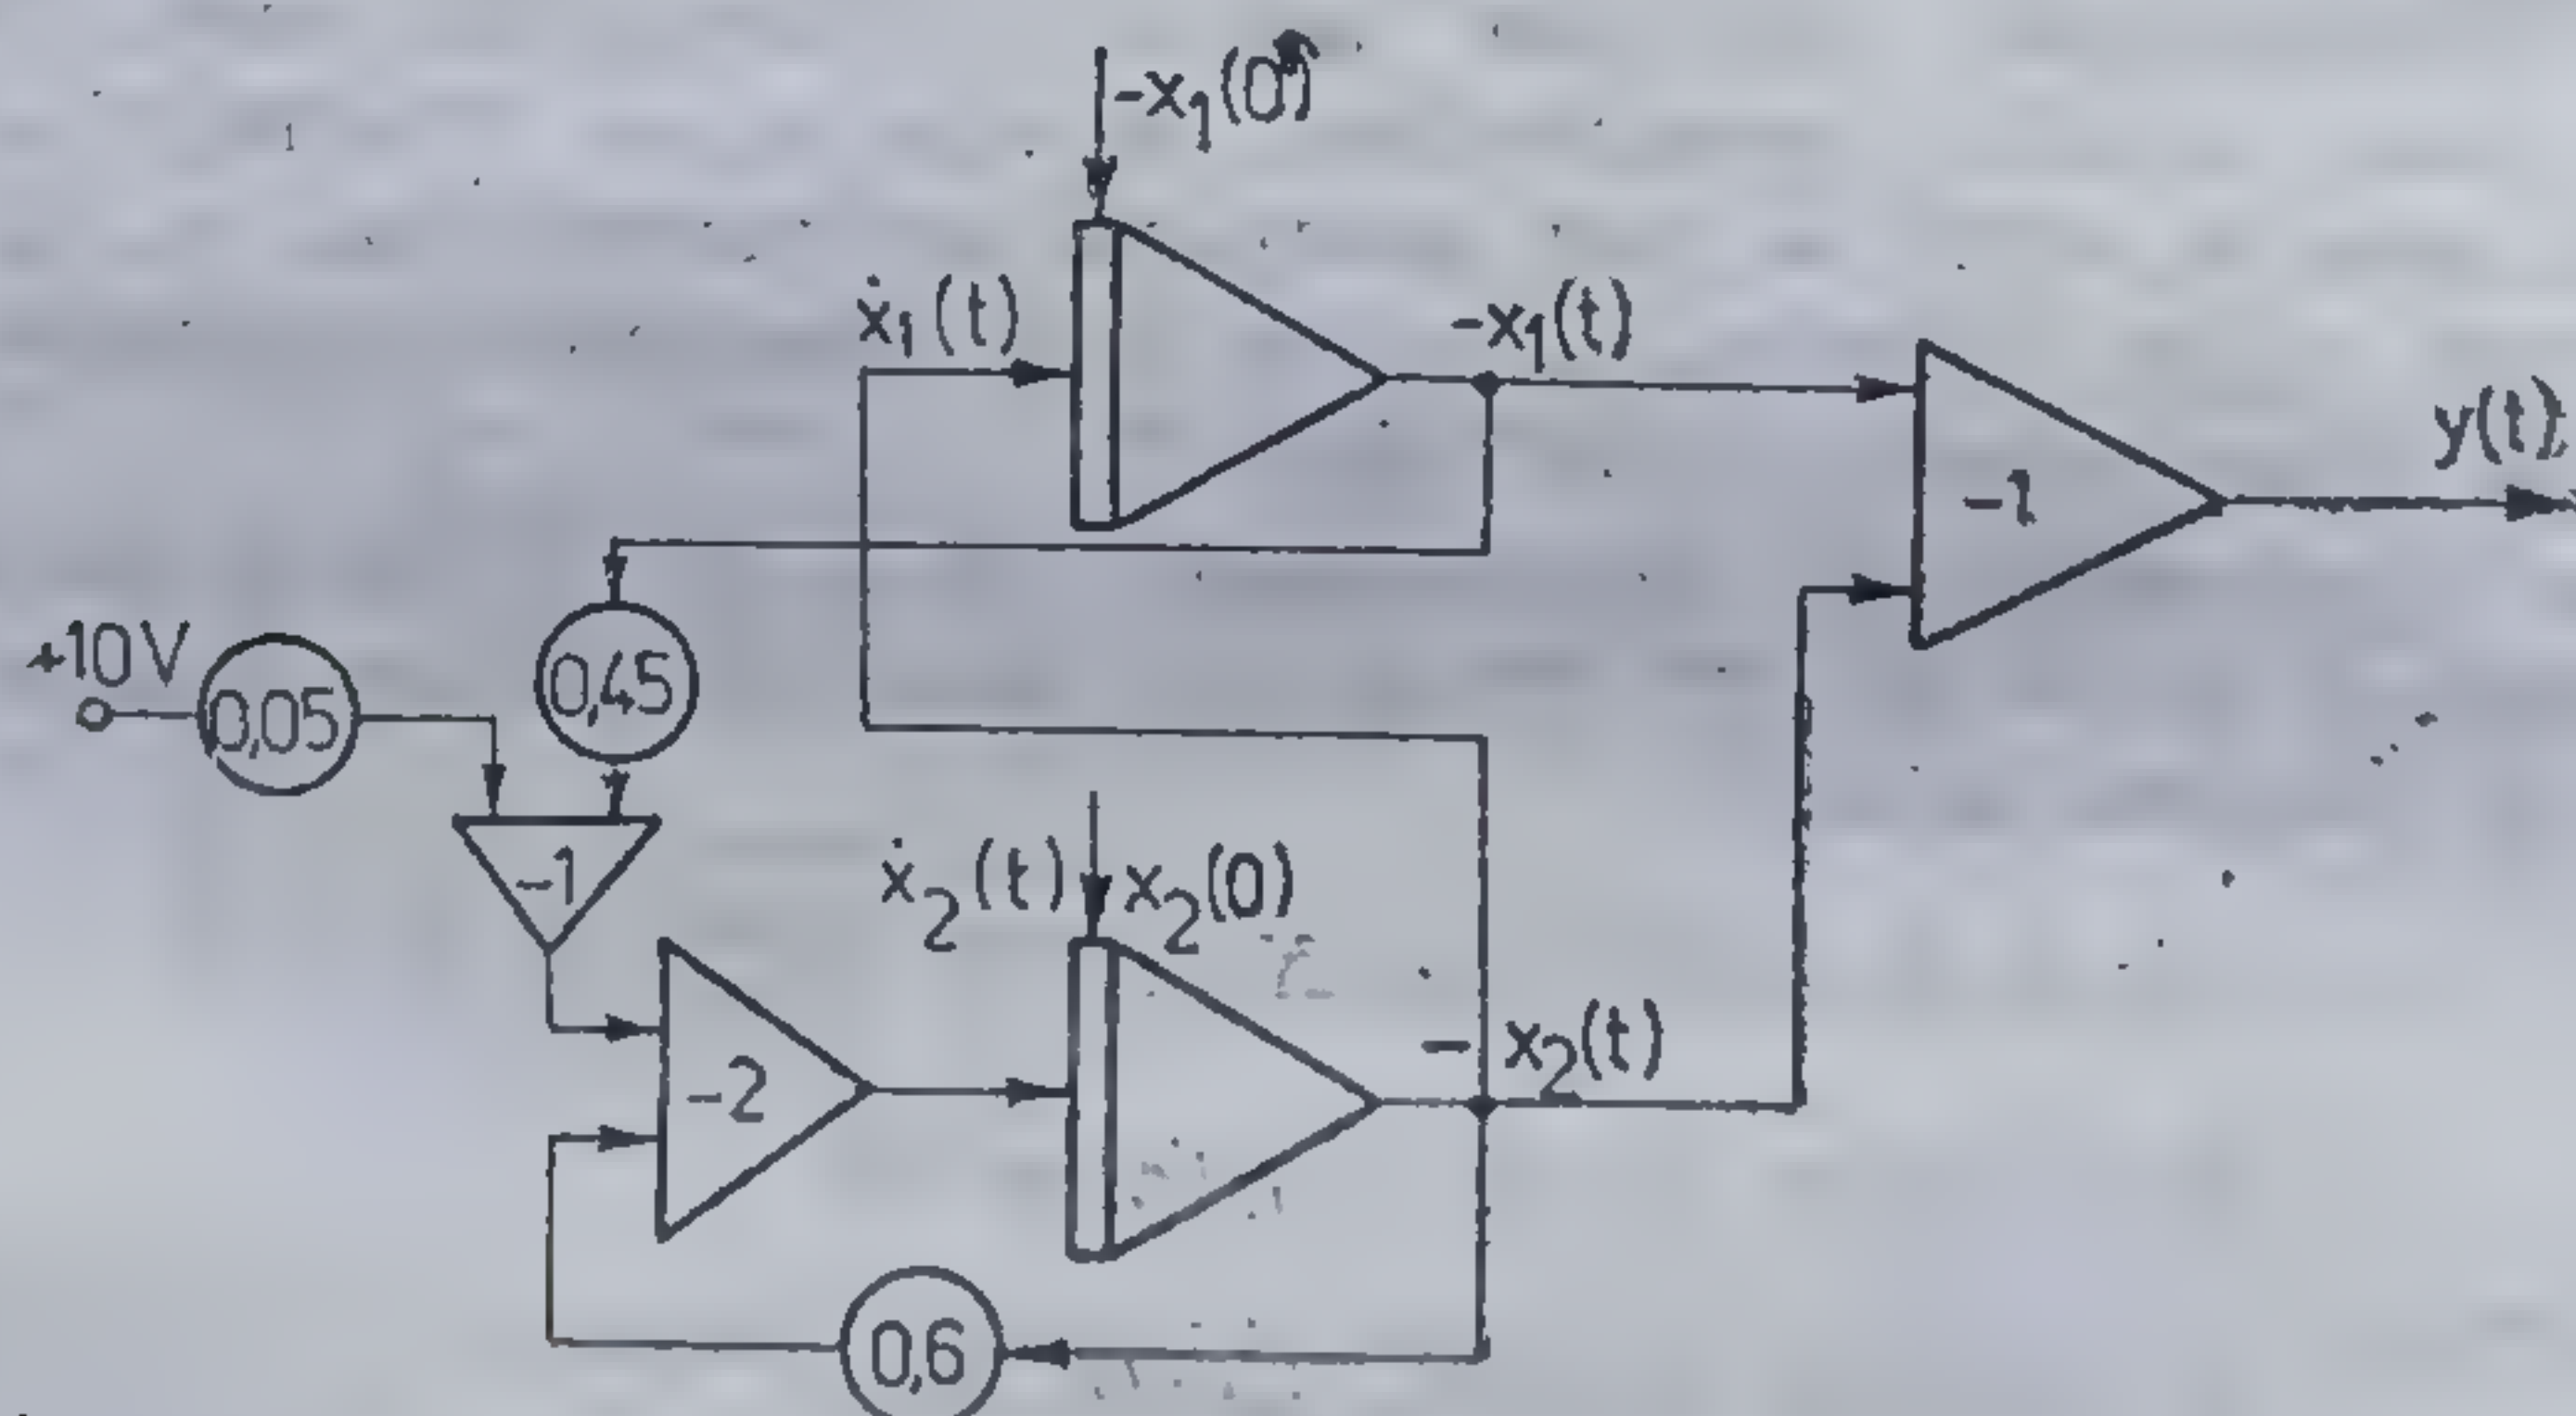 -x₁(0)
ẋ₁(t)
-x₁(t)
y(t)
-1
+10V
0,05
0,45
-1
ẋ₂(t)
x₂(0)
-x₂(t)
-2
0,6